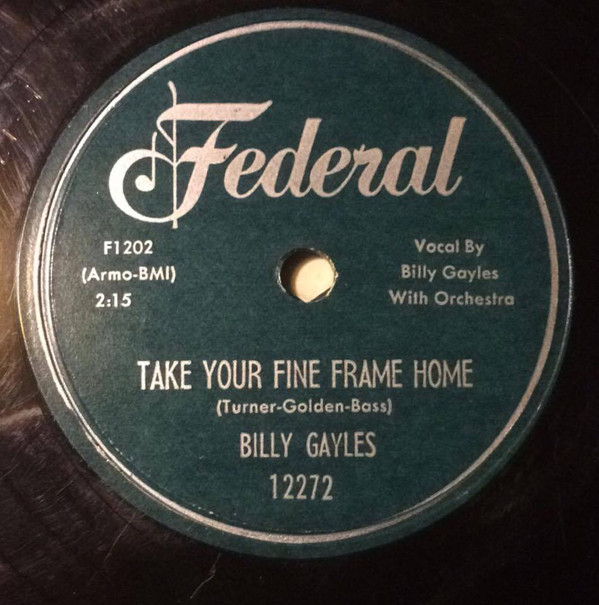 Federal
F1202
(Armo-BMI)
2:15
Vocal By
Billy Gayles
With Orchestra
TAKE YOUR FINE FRAME HOME
(Turner-Golden-Bass)
BILLY GAYLES
12272